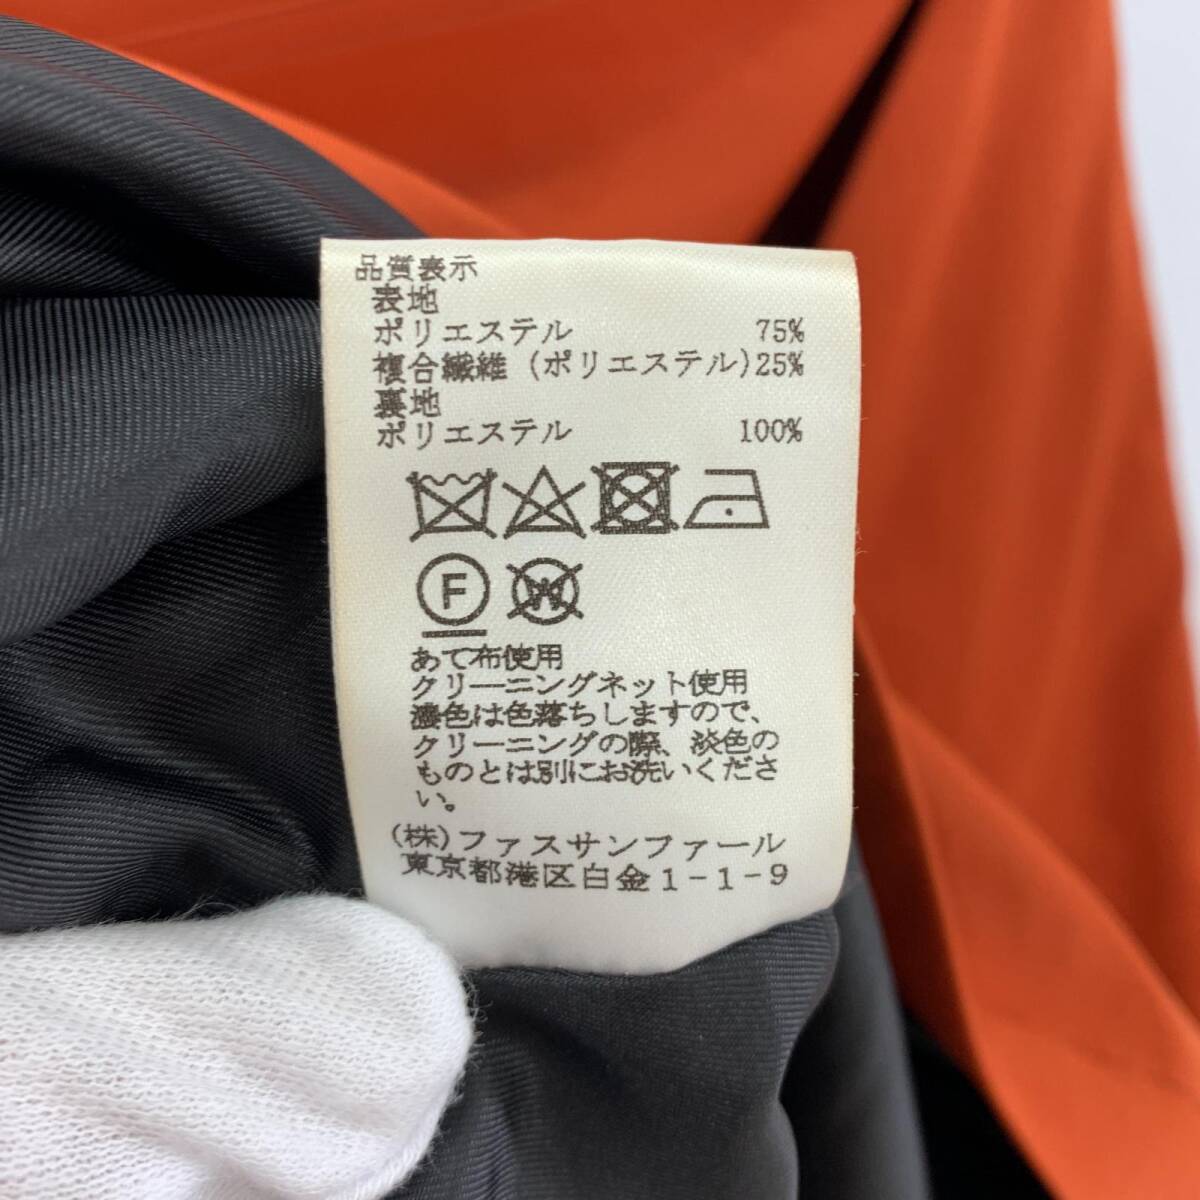 品質表示
表地
ポリエステル 75%
複合繊維 (ポリエステル)25%
裏地
ポリエステル 100%
F W
あて布使用
クリーニングネット使用
濃色は色落ちしますので、
クリーニングの際、淡色の
ものとは別にお洗いくださ
い。
(株)ファスサンファール
東京都港区白金1-1-9